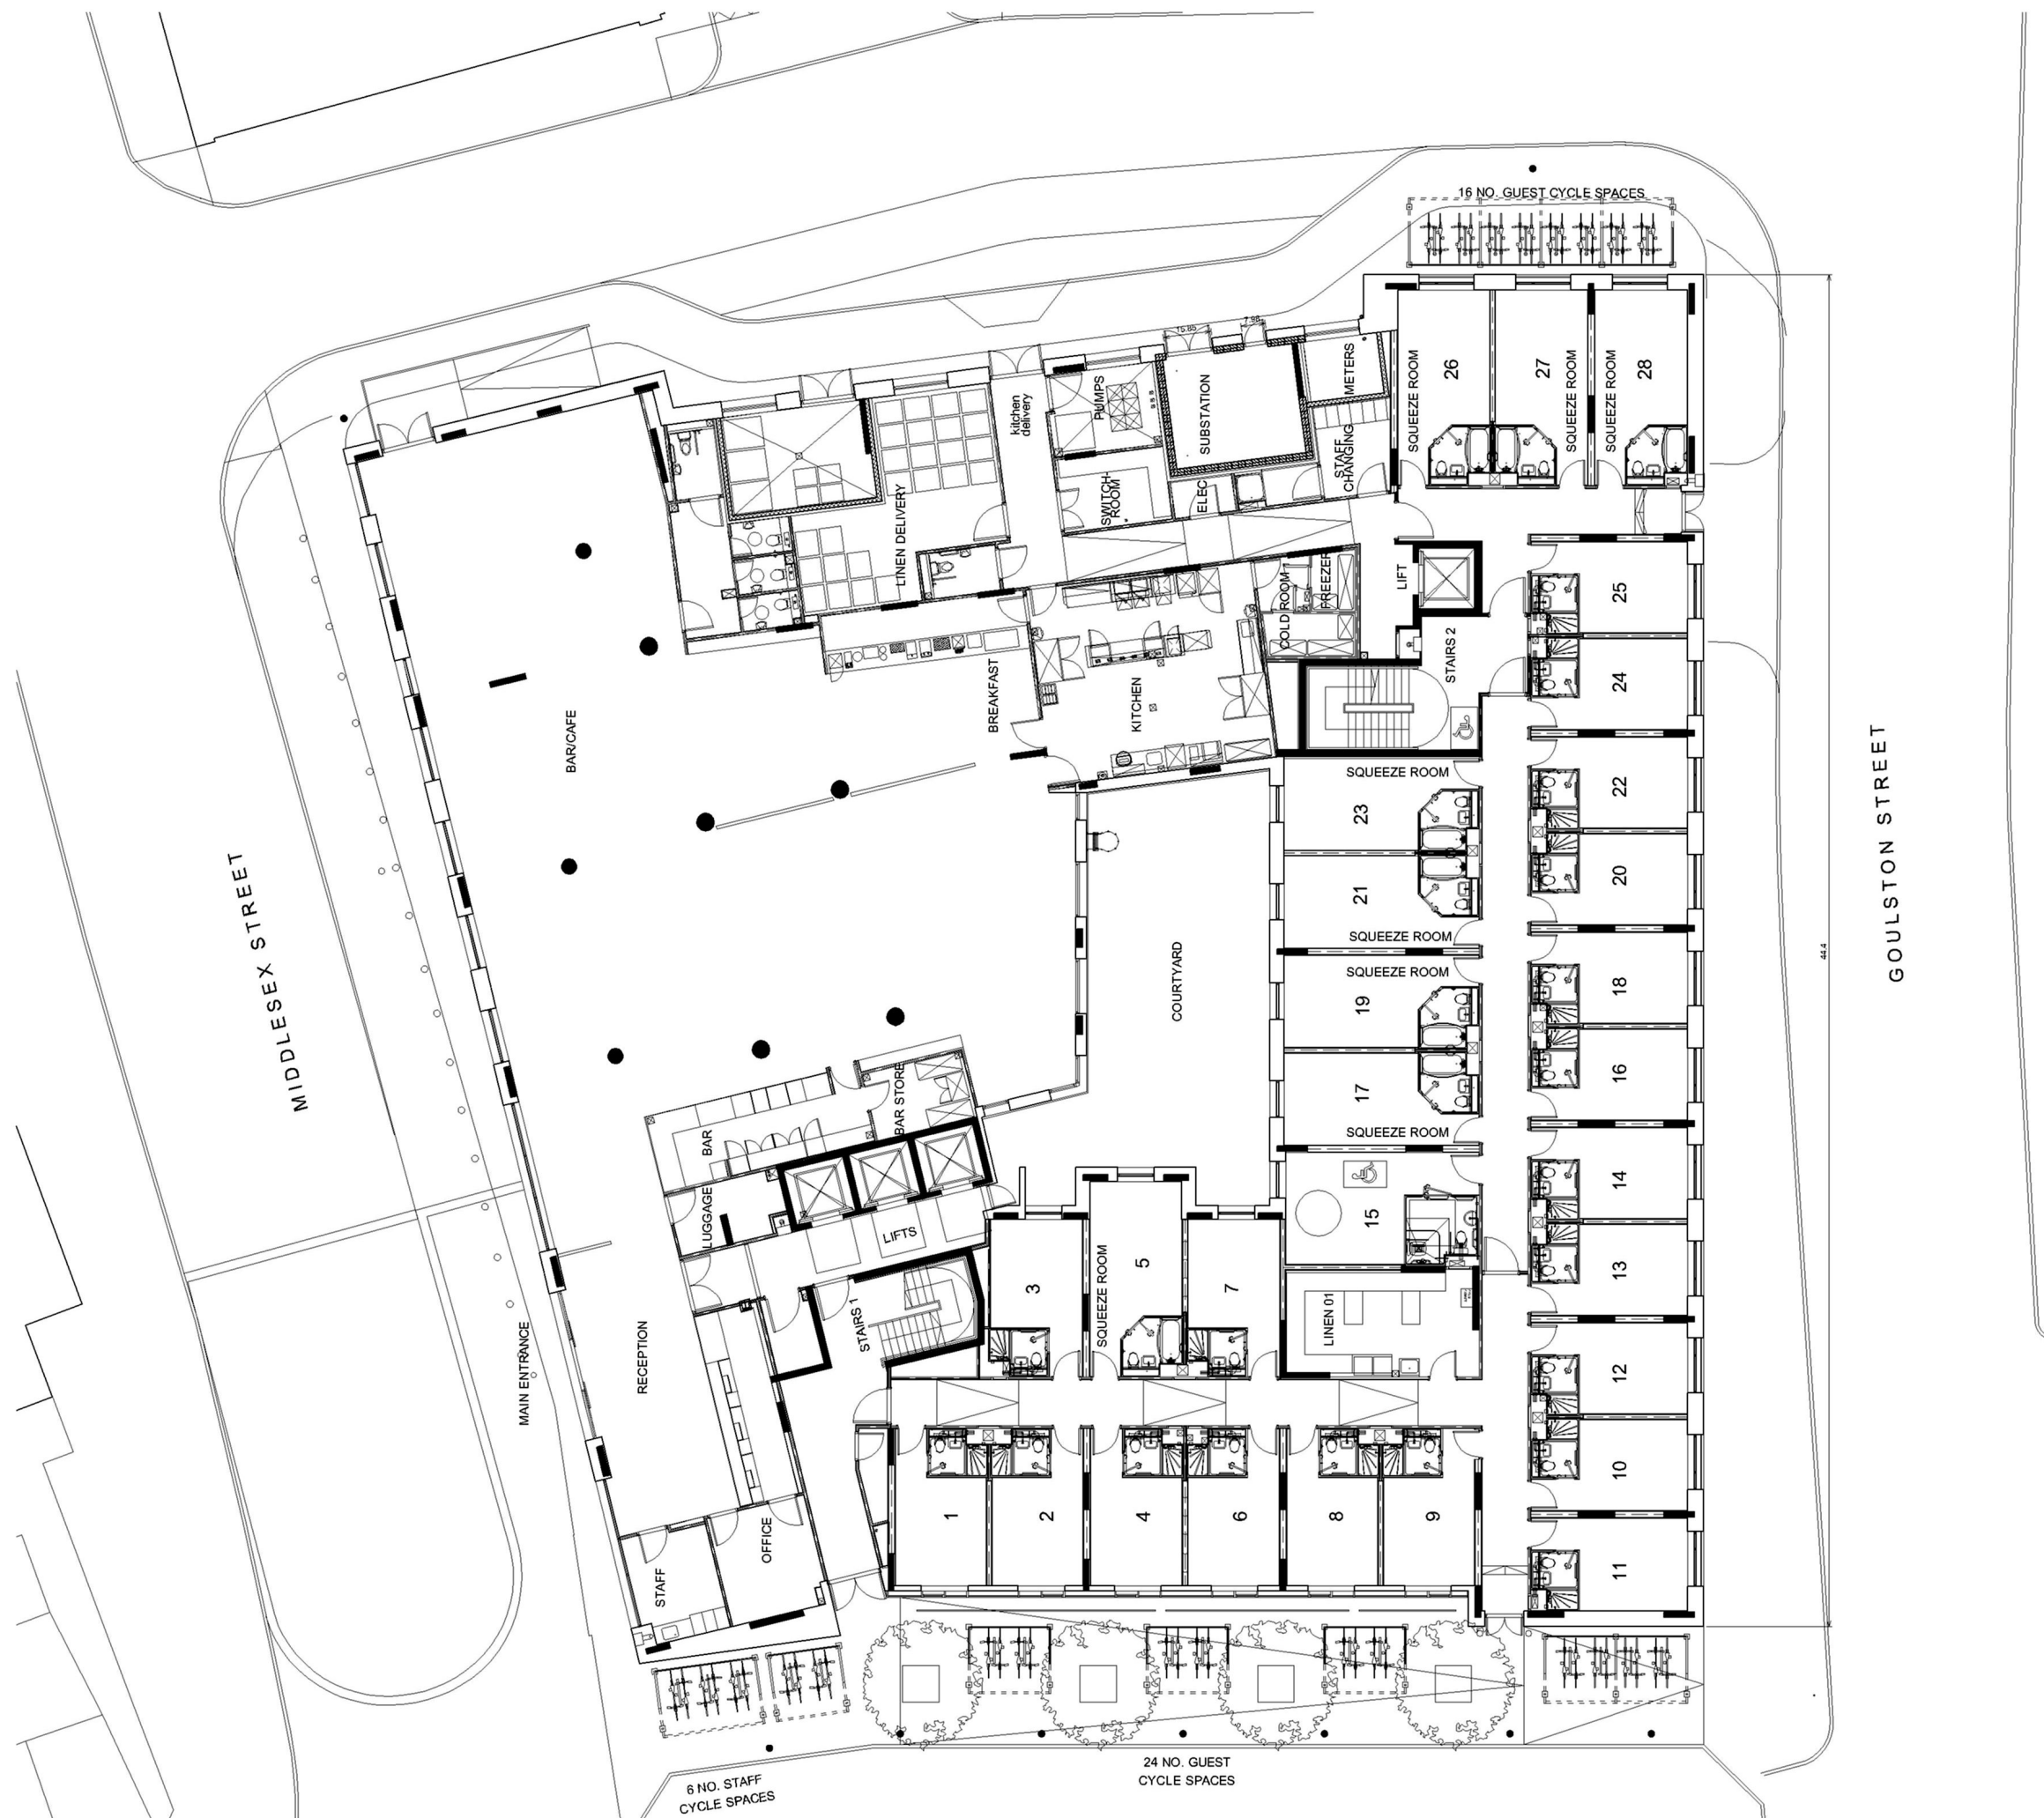 16 NO. GUEST CYCLE SPACES
15.85
7.98
SQUEEZE ROOM
26
27
SQUEEZE ROOM
SQUEEZE ROOM
28
METERS
PUMPS
SUBSTATION
kitchen
delivery
STAFF
CHANGING
SWITCH-
ROOM
ELEC
LINEN DELIVERY
COLD ROOM
FREEZER
LIFT
25
STAIRS 2
24
BREAKFAST
KITCHEN
BAR/CAFE
SQUEEZE ROOM
23
22
21
20
SQUEEZE ROOM
SQUEEZE ROOM
19
18
17
16
SQUEEZE ROOM
COURTYARD
MIDDLESEX STREET
GOULSTON STREET
44.4
BAR STORE
BAR
LUGGAGE
LIFTS
15
14
13
STAIRS 1
3
SQUEEZE ROOM
5
7
LINEN 01
12
MAIN ENTRANCE
RECEPTION
10
OFFICE
1
2
4
6
8
9
11
STAFF
6 NO. STAFF
CYCLE SPACES
24 NO. GUEST
CYCLE SPACES